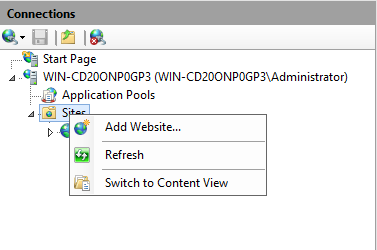 Connections
Start Page
WIN-CD20ONP0GP3 (WIN-CD20ONP0GP3\Administrator)
Application Pools
Sites
Add Website...
Refresh
Switch to Content View